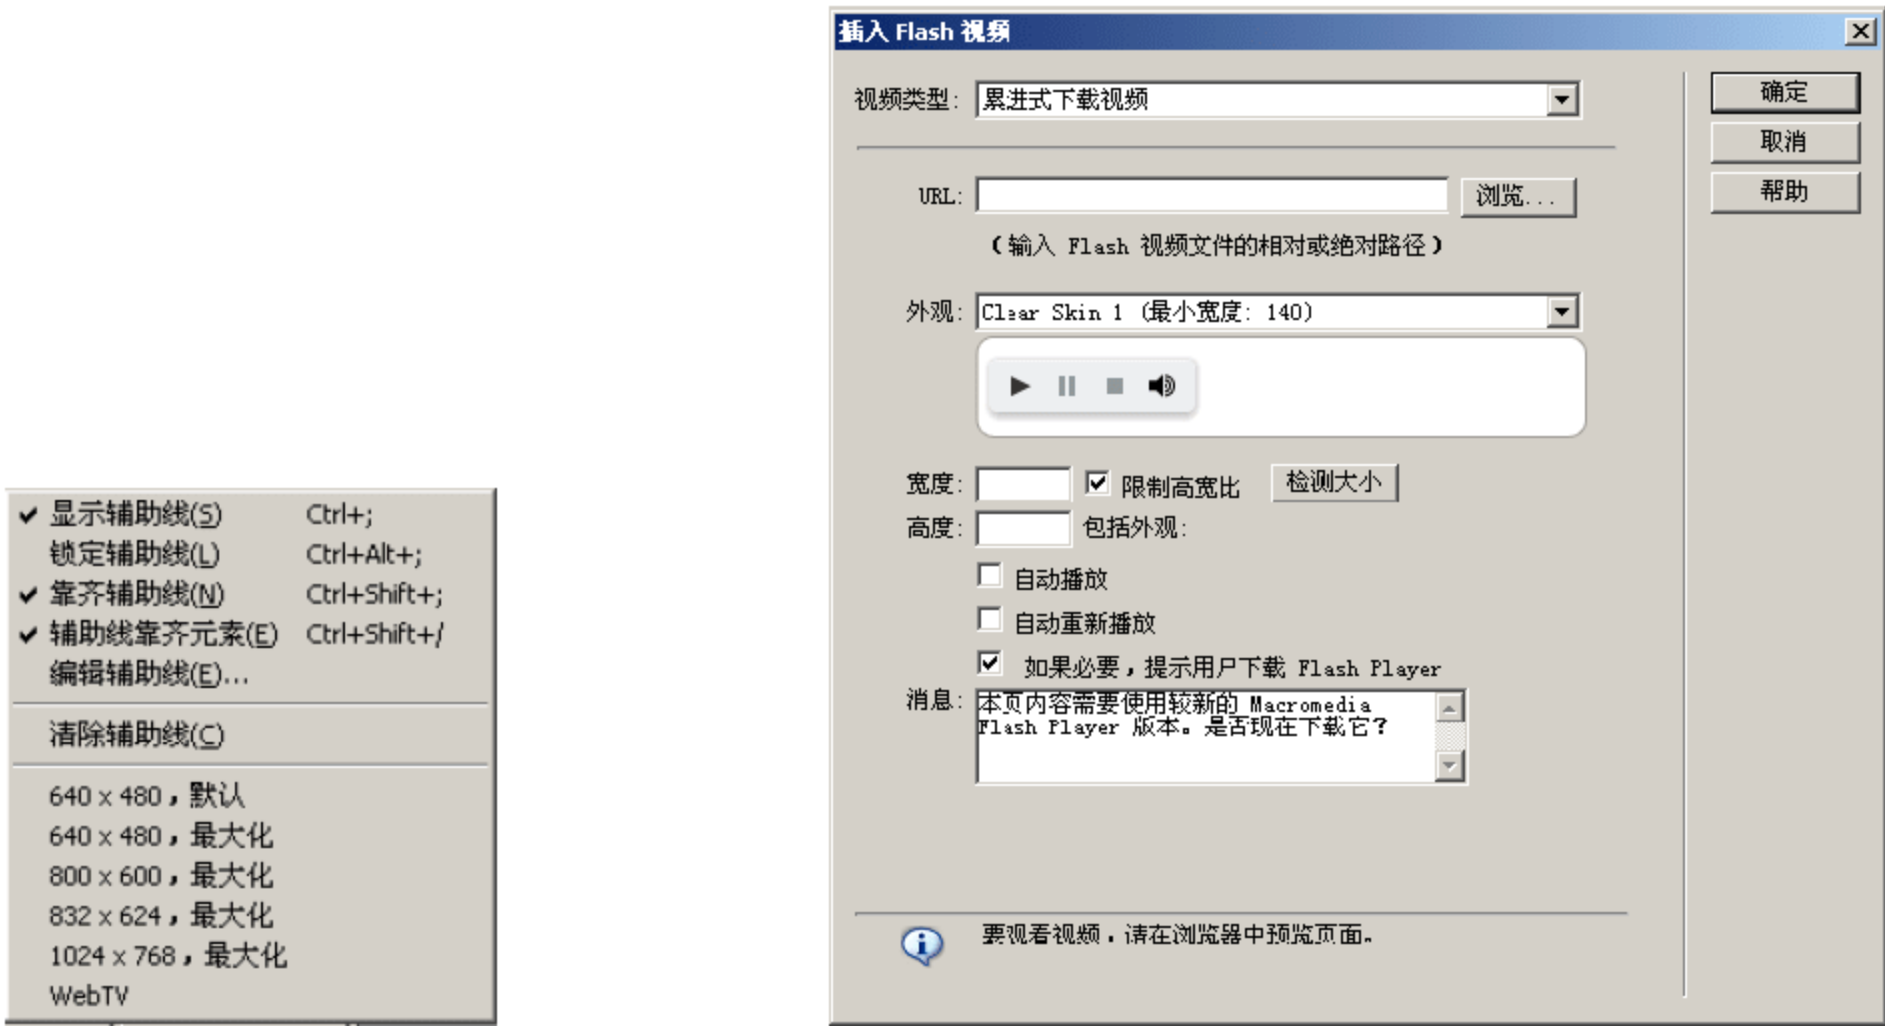 显示辅助线(S) Ctrl+;
锁定辅助线(L) Ctrl+Alt+;
靠齐辅助线(N) Ctrl+Shift+;
辅助线靠齐元素(E) Ctrl+Shift+/
编辑辅助线(E)...
清除辅助线(C)
640 x 480，默认
640 x 480，最大化
800 x 600，最大化
832 x 624，最大化
1024 x 768，最大化
WebTV
插入 Flash 视频
视频类型: 累进式下载视频
确定
取消
帮助
URL: 浏览...
(输入 Flash 视频文件的相对或绝对路径)
外观: Clear Skin 1 (最小宽度: 140)
宽度: 限制高宽比 检测大小
高度: 包括外观:
自动播放
自动重新播放
如果必要，提示用户下载 Flash Player
消息: 本页内容需要使用较新的 Macromedia
Flash Player 版本。是否现在下载它?
要观看视频，请在浏览器中预览页面。